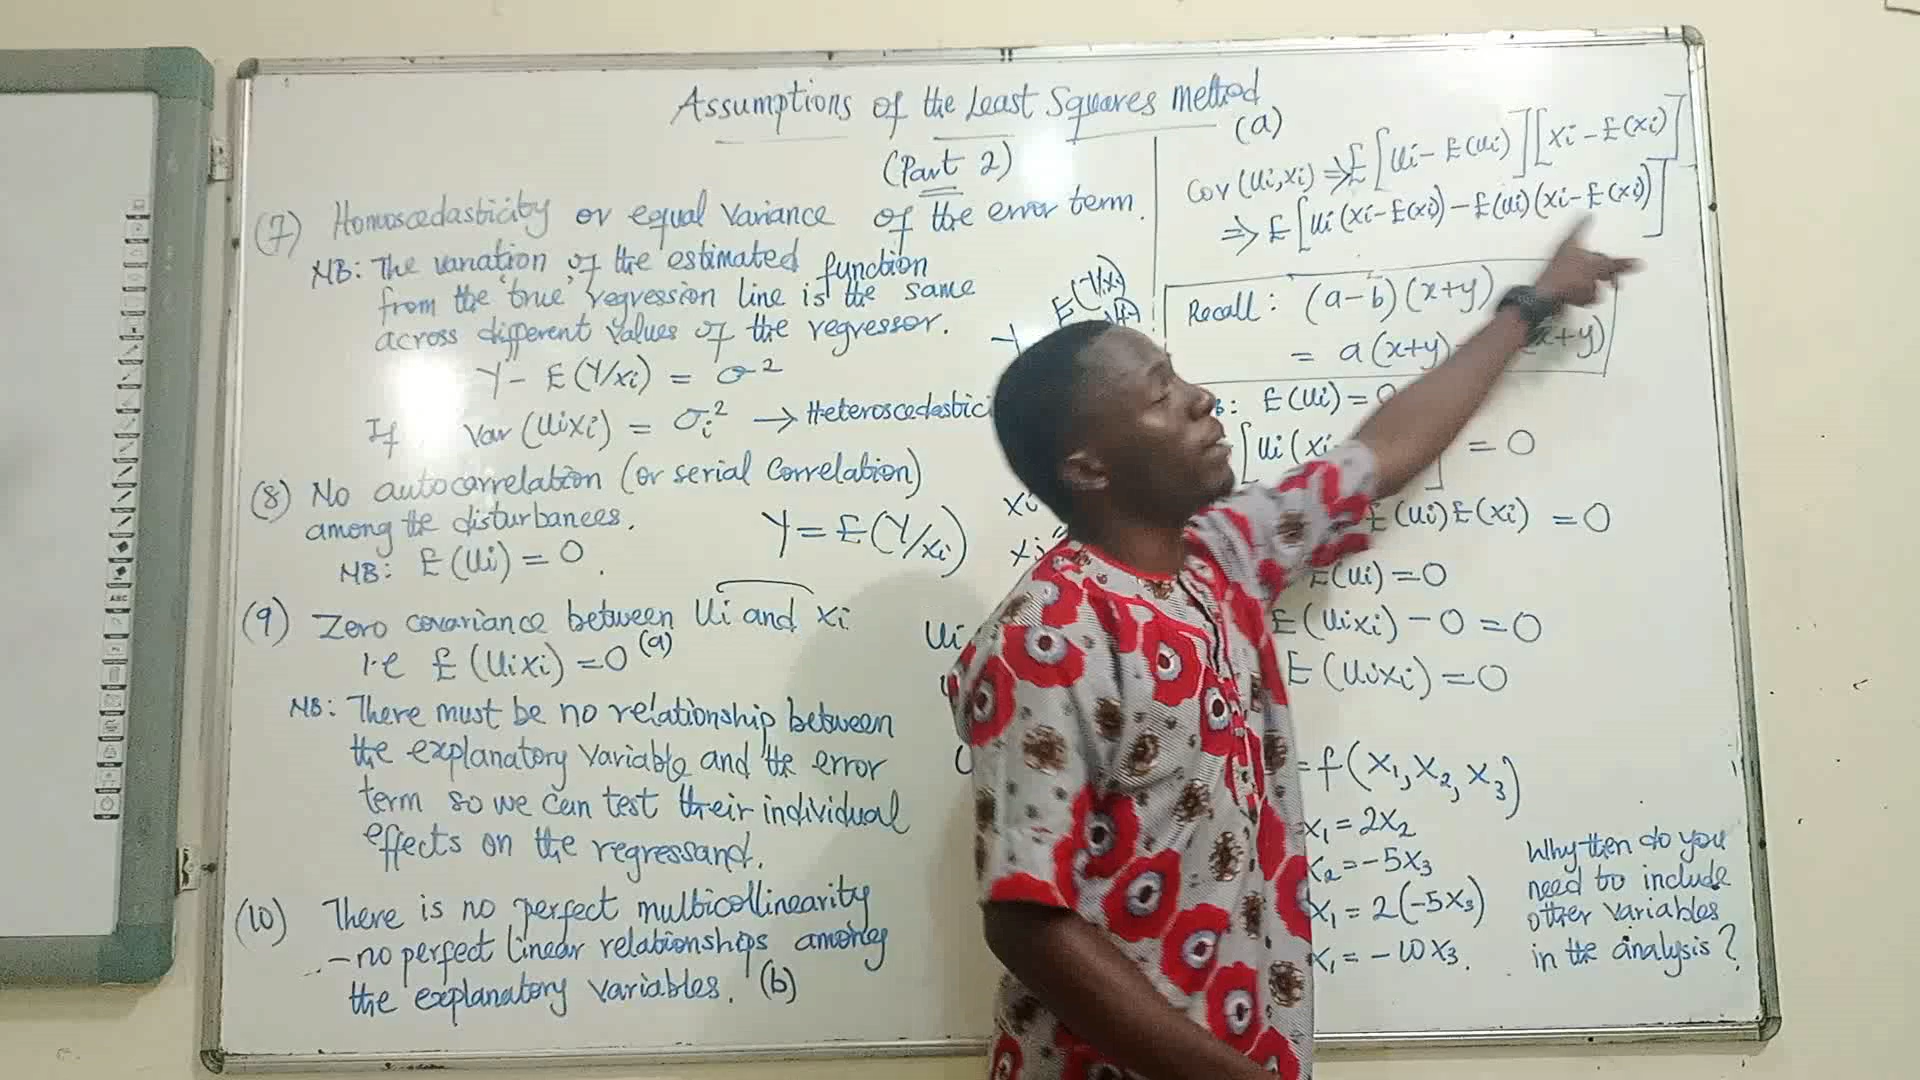 Assumptions of the Least Squares method
(Part 2)
(7) Homoscedasticity or equal variance of the error term.
NB: The variation of the estimated function
from the 'true' regression line is the same
across different values of the regressor.
Y - E(Y/xi) = σ²
If Var (UiXi) = σi² → Heteroscedastici
(8) No autocorrelation (or serial correlation)
among the disturbances.
NB: E(Ui) = 0.
Y = E(Y/xi)
(9) Zero covariance between Ui and Xi
i.e E(UiXi) = 0 (a)
NB: There must be no relationship between
the explanatory variable and the error
term so we can test their individual
effects on the regressand.
(10) There is no perfect multicollinearity
- no perfect linear relationships among
the explanatory variables. (b)
Y
E(Y/xi)
Xi
Xi
Ui
(a)
Cov (Ui,Xi) ⇒ E[Ui - E(Ui)][Xi - E(Xi)]
⇒ E[Ui(Xi - E(Xi)) - E(Ui)(Xi - E(Xi))]
Recall: (a-b)(x+y)
= a(x+y) (x+y)
: E(Ui) = 0
[Ui(Xi ] = 0
E(Ui)E(Xi) = 0
E(Ui) = 0
E(UiXi) - 0 = 0
E(UiXi) = 0
= f(X1, X2, X3)
X1 = 2X2
X2 = -5X3
X1 = 2(-5X3)
X1 = -10X3.
Why then do you
need to include
other variables
in the analysis?
ABC